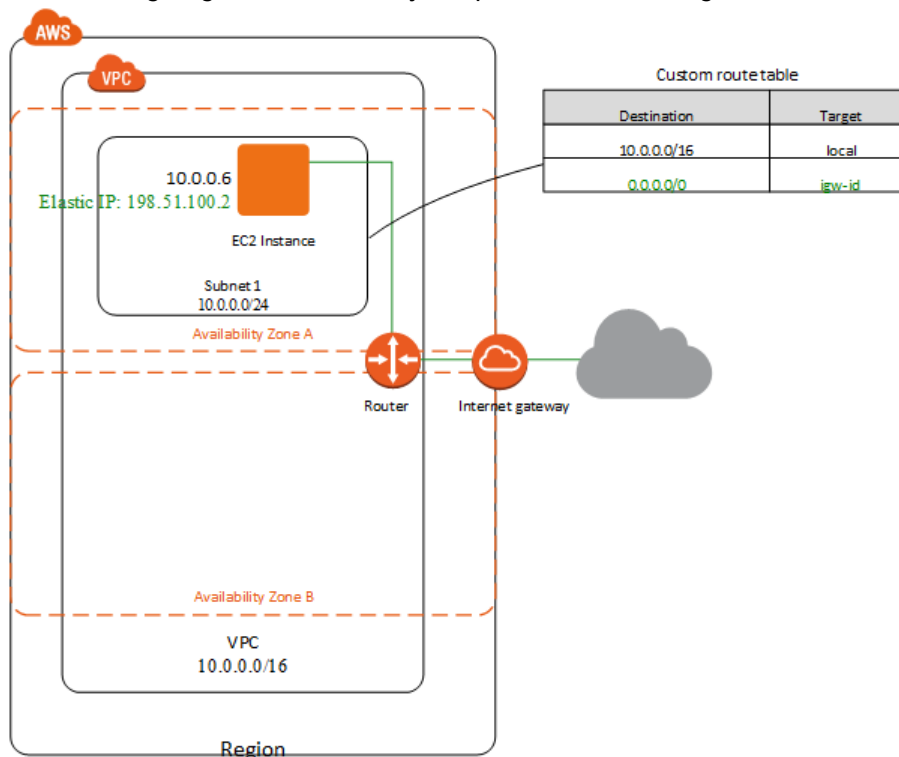 AWS
VPC
Custom route table
Destination Target
10.0.0.0/16 local
0.0.0.0/0 igw-id
10.0.0.6
Elastic IP: 198.51.100.2
EC2 Instance
Subnet 1
10.0.0.0/24
Availability Zone A
Router
Internet gateway
Availability Zone B
VPC
10.0.0.0/16
Region